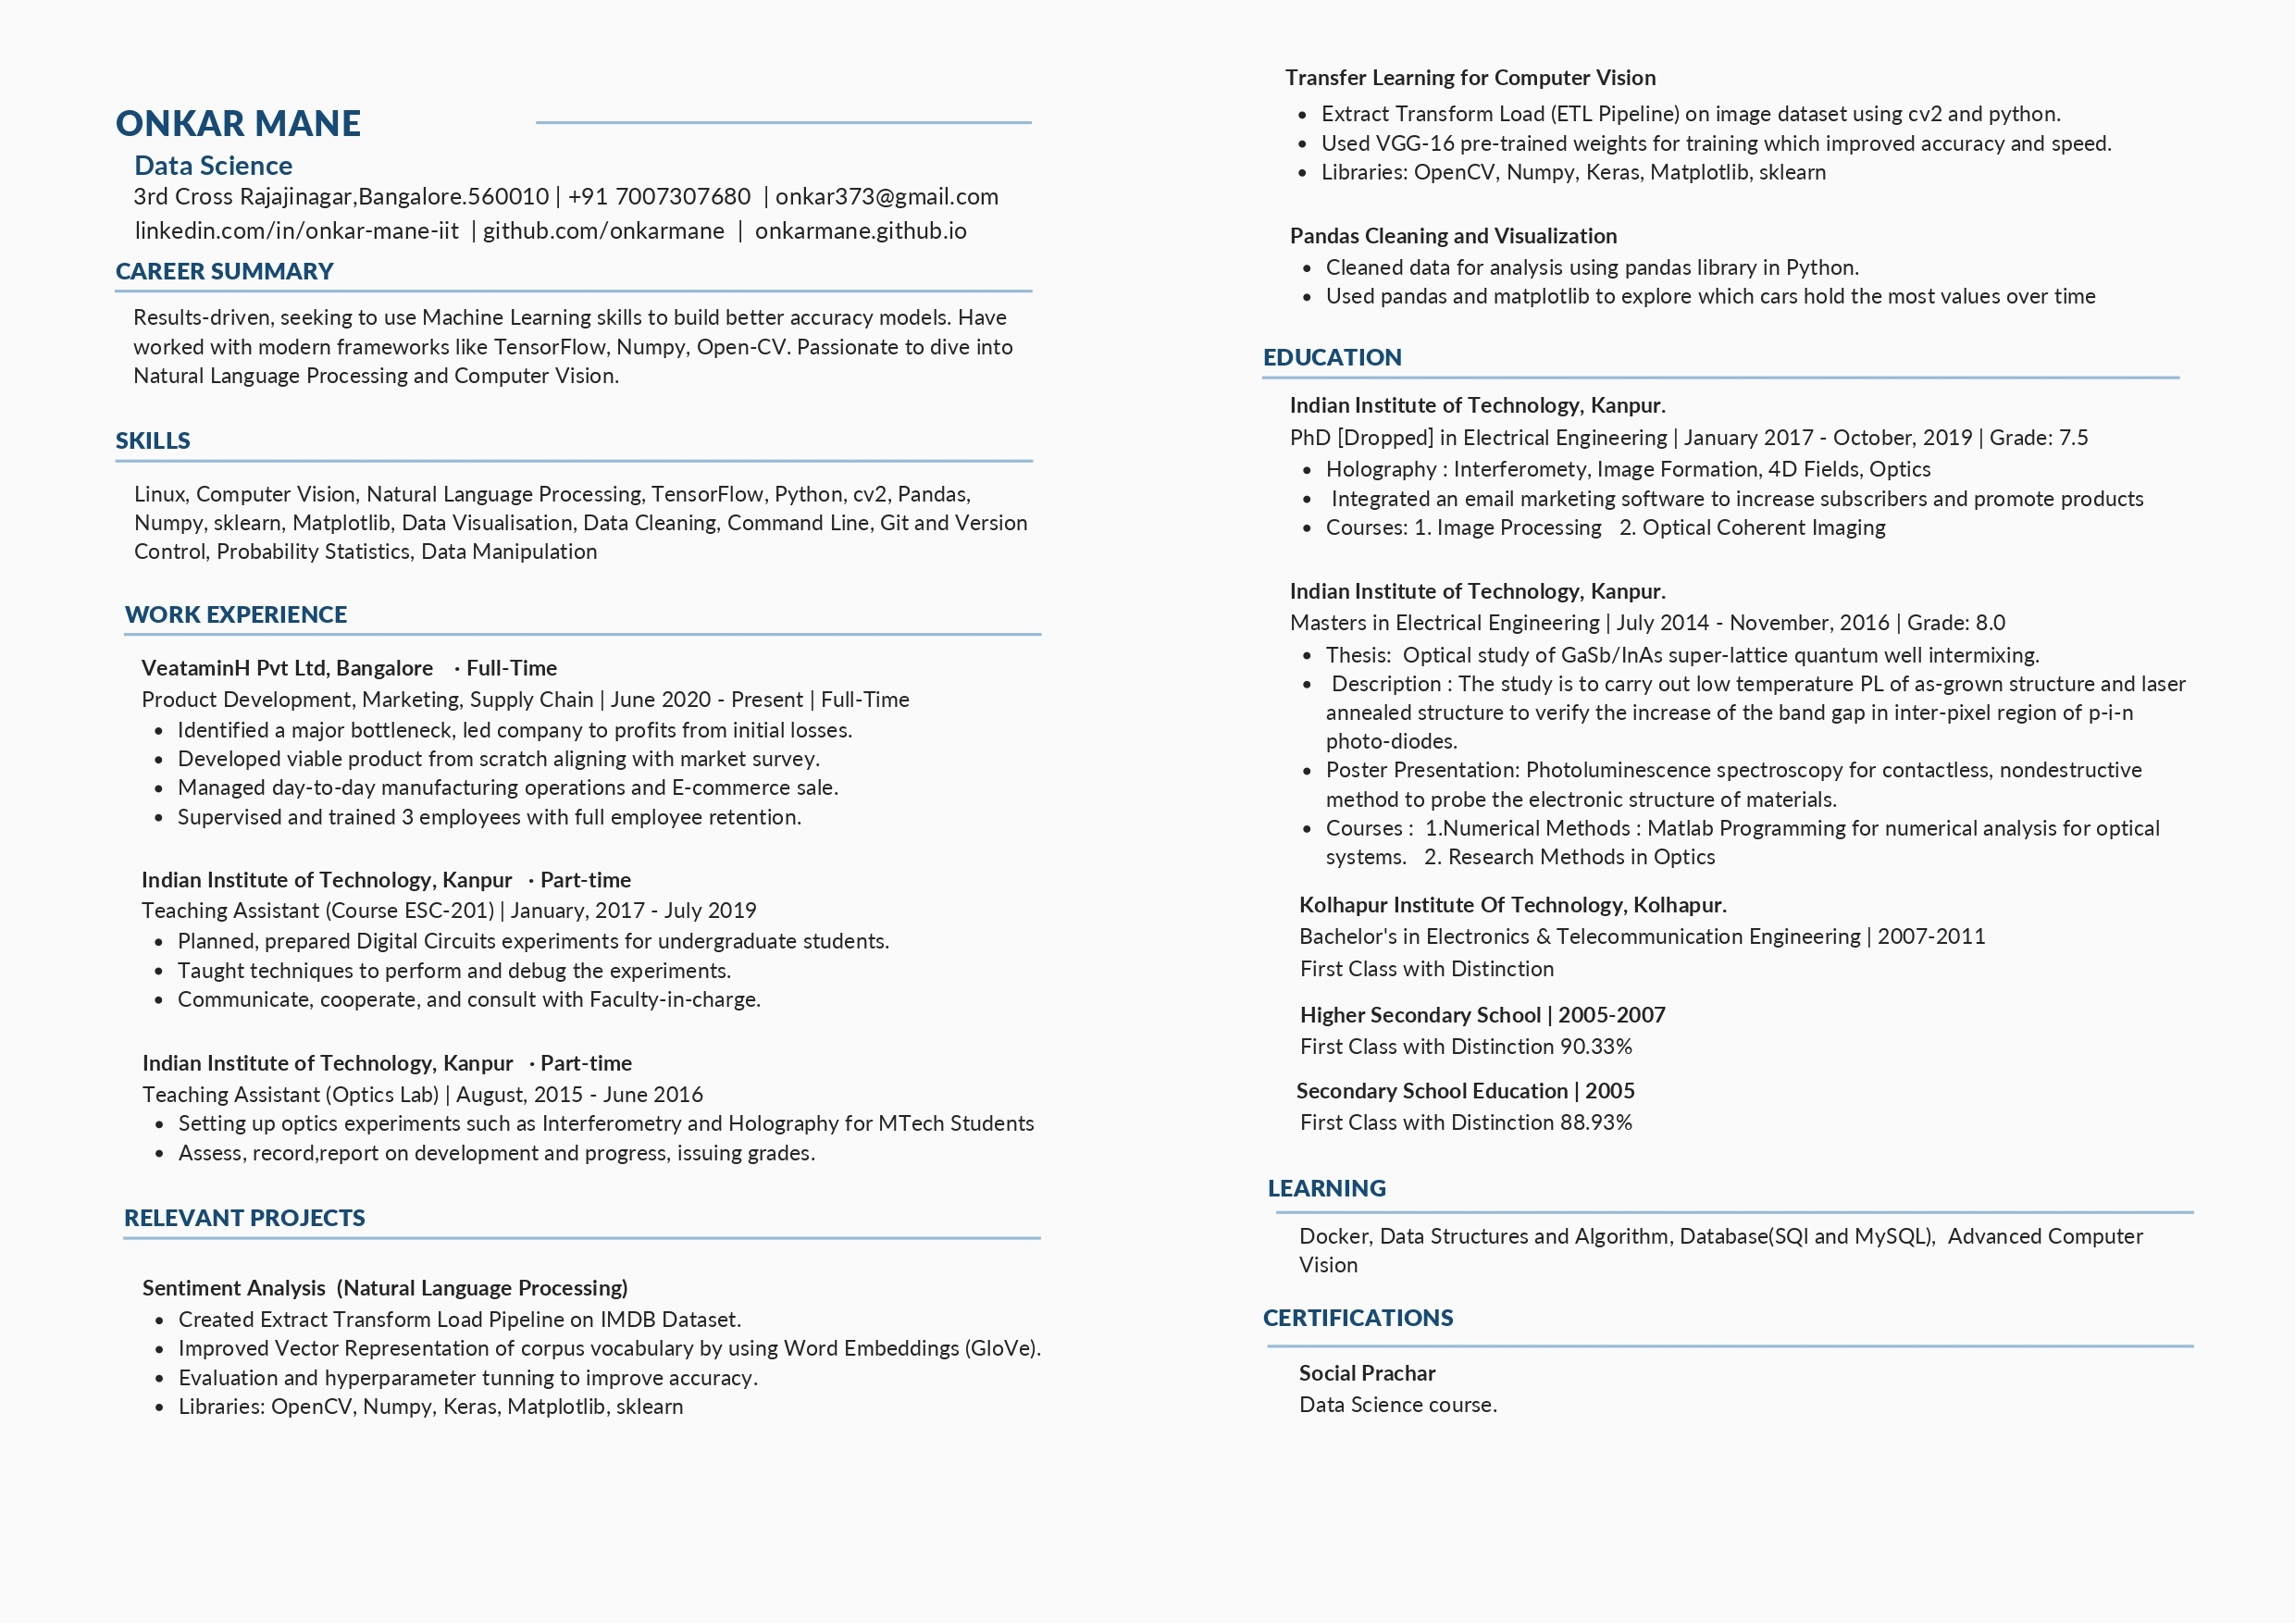 ONKAR MANE
Data Science
3rd Cross Rajajinagar,Bangalore.560010 | +91 7007307680 | onkar373@gmail.com
linkedin.com/in/onkar-mane-iit | github.com/onkarmane | onkarmane.github.io
CAREER SUMMARY
Results-driven, seeking to use Machine Learning skills to build better accuracy models. Have
worked with modern frameworks like TensorFlow, Numpy, Open-CV. Passionate to dive into
Natural Language Processing and Computer Vision.
SKILLS
Linux, Computer Vision, Natural Language Processing, TensorFlow, Python, cv2, Pandas,
Numpy, sklearn, Matplotlib, Data Visualisation, Data Cleaning, Command Line, Git and Version
Control, Probability Statistics, Data Manipulation
WORK EXPERIENCE
VeataminH Pvt Ltd, Bangalore · Full-Time
Product Development, Marketing, Supply Chain | June 2020 - Present | Full-Time
• Identified a major bottleneck, led company to profits from initial losses.
• Developed viable product from scratch aligning with market survey.
• Managed day-to-day manufacturing operations and E-commerce sale.
• Supervised and trained 3 employees with full employee retention.
Indian Institute of Technology, Kanpur · Part-time
Teaching Assistant (Course ESC-201) | January, 2017 - July 2019
• Planned, prepared Digital Circuits experiments for undergraduate students.
• Taught techniques to perform and debug the experiments.
• Communicate, cooperate, and consult with Faculty-in-charge.
Indian Institute of Technology, Kanpur · Part-time
Teaching Assistant (Optics Lab) | August, 2015 - June 2016
• Setting up optics experiments such as Interferometry and Holography for MTech Students
• Assess, record,report on development and progress, issuing grades.
RELEVANT PROJECTS
Sentiment Analysis (Natural Language Processing)
• Created Extract Transform Load Pipeline on IMDB Dataset.
• Improved Vector Representation of corpus vocabulary by using Word Embeddings (GloVe).
• Evaluation and hyperparameter tunning to improve accuracy.
• Libraries: OpenCV, Numpy, Keras, Matplotlib, sklearn
Transfer Learning for Computer Vision
• Extract Transform Load (ETL Pipeline) on image dataset using cv2 and python.
• Used VGG-16 pre-trained weights for training which improved accuracy and speed.
• Libraries: OpenCV, Numpy, Keras, Matplotlib, sklearn
Pandas Cleaning and Visualization
• Cleaned data for analysis using pandas library in Python.
• Used pandas and matplotlib to explore which cars hold the most values over time
EDUCATION
Indian Institute of Technology, Kanpur.
PhD [Dropped] in Electrical Engineering | January 2017 - October, 2019 | Grade: 7.5
• Holography : Interferomety, Image Formation, 4D Fields, Optics
• Integrated an email marketing software to increase subscribers and promote products
• Courses: 1. Image Processing 2. Optical Coherent Imaging
Indian Institute of Technology, Kanpur.
Masters in Electrical Engineering | July 2014 - November, 2016 | Grade: 8.0
• Thesis: Optical study of GaSb/InAs super-lattice quantum well intermixing.
• Description : The study is to carry out low temperature PL of as-grown structure and laser
annealed structure to verify the increase of the band gap in inter-pixel region of p-i-n
photo-diodes.
• Poster Presentation: Photoluminescence spectroscopy for contactless, nondestructive
method to probe the electronic structure of materials.
• Courses : 1.Numerical Methods : Matlab Programming for numerical analysis for optical
systems. 2. Research Methods in Optics
Kolhapur Institute Of Technology, Kolhapur.
Bachelor's in Electronics & Telecommunication Engineering | 2007-2011
First Class with Distinction
Higher Secondary School | 2005-2007
First Class with Distinction 90.33%
Secondary School Education | 2005
First Class with Distinction 88.93%
LEARNING
Docker, Data Structures and Algorithm, Database(SQl and MySQL), Advanced Computer
Vision
CERTIFICATIONS
Social Prachar
Data Science course.